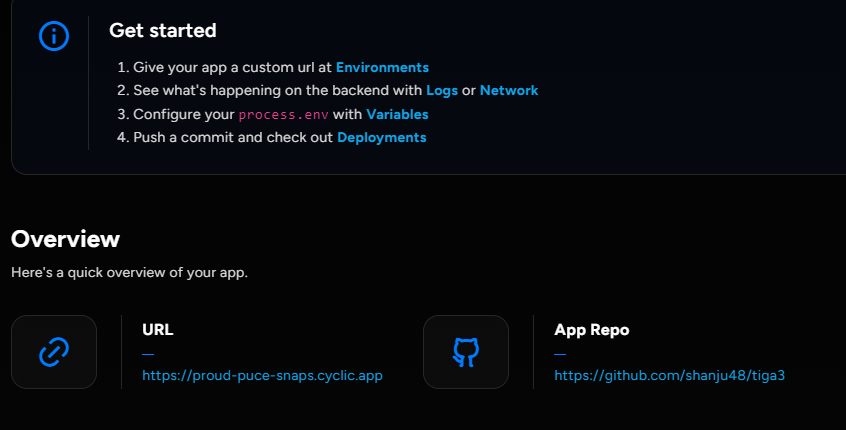 Get started
1. Give your app a custom url at Environments
2. See what's happening on the backend with Logs or Network
3. Configure your process.env with Variables
4. Push a commit and check out Deployments
Overview
Here's a quick overview of your app.
URL
https://proud-puce-snaps.cyclic.app
App Repo
https://github.com/shanju48/tiga3